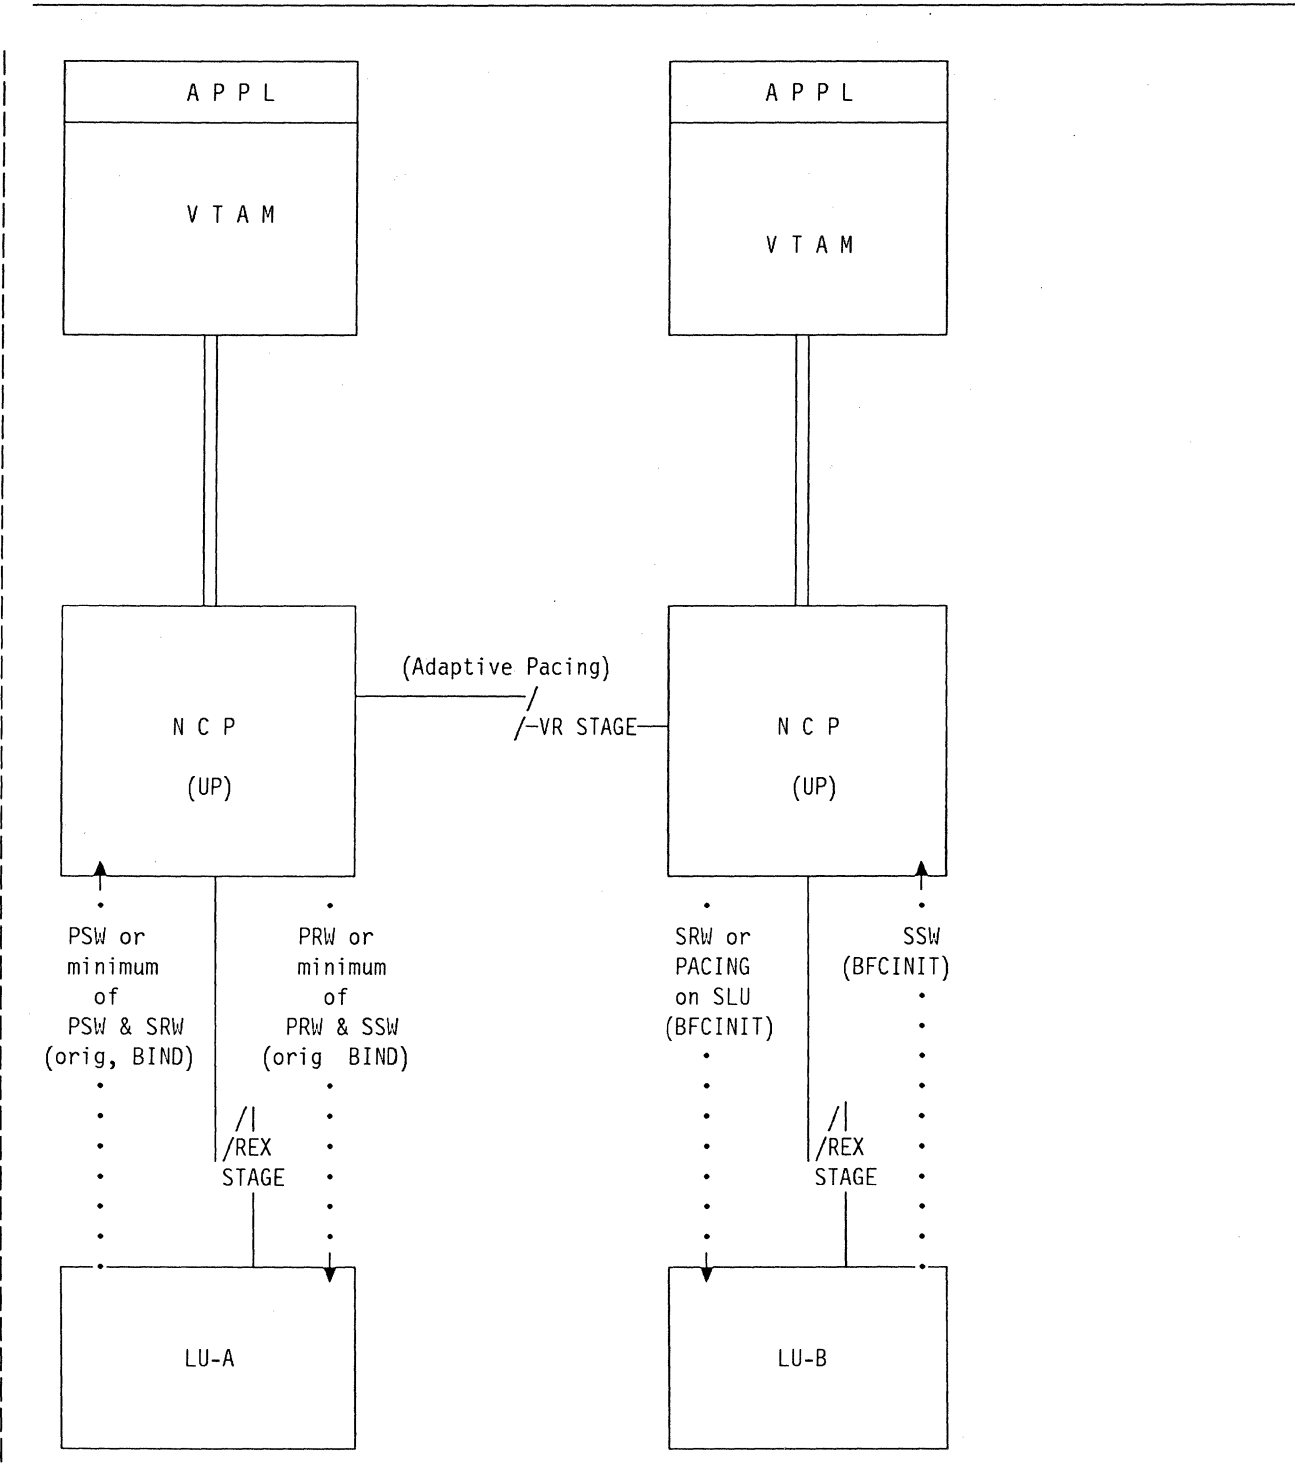 A P P L
V T A M
A P P L
V T A M
(Adaptive Pacing)
/
/-VR STAGE
N C P
(UP)
N C P
(UP)
PSW or
minimum
of
PSW & SRW
(orig, BIND)
PRW or
minimum
of
PRW & SSW
(orig BIND)
SRW or
PACING
on SLU
(BFCINIT)
SSW
(BFCINIT)
/|
/REX
STAGE
/|
/REX
STAGE
LU-A
LU-B